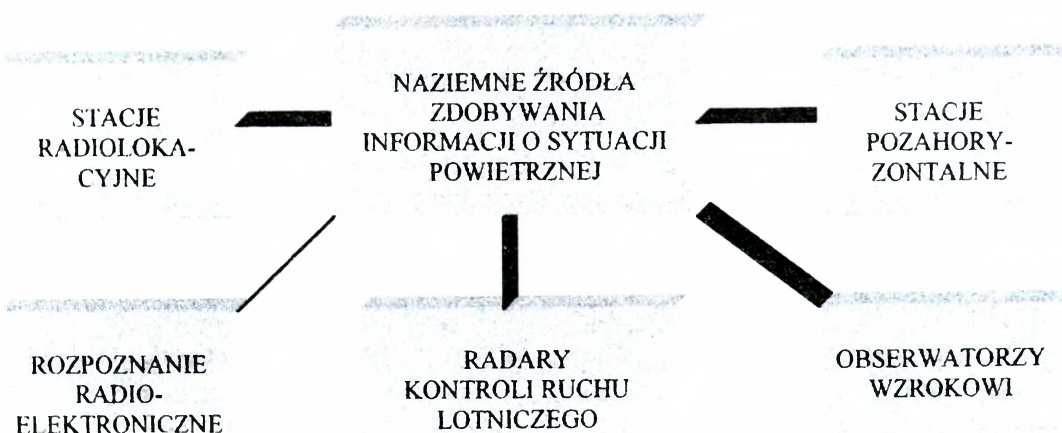 NAZIEMNE ŹRÓDŁA
ZDOBYWANIA
INFORMACJI O SYTUACJI
POWIETRZNEJ
STACJE
RADIOLOKA-
CYJNE
STACJE
POZAHORY-
ZONTALNE
ROZPOZNANIE
RADIO-
ELEKTRONICZNE
RADARY
KONTROLI RUCHU
LOTNICZEGO
OBSERWATORZY
WZROKOWI